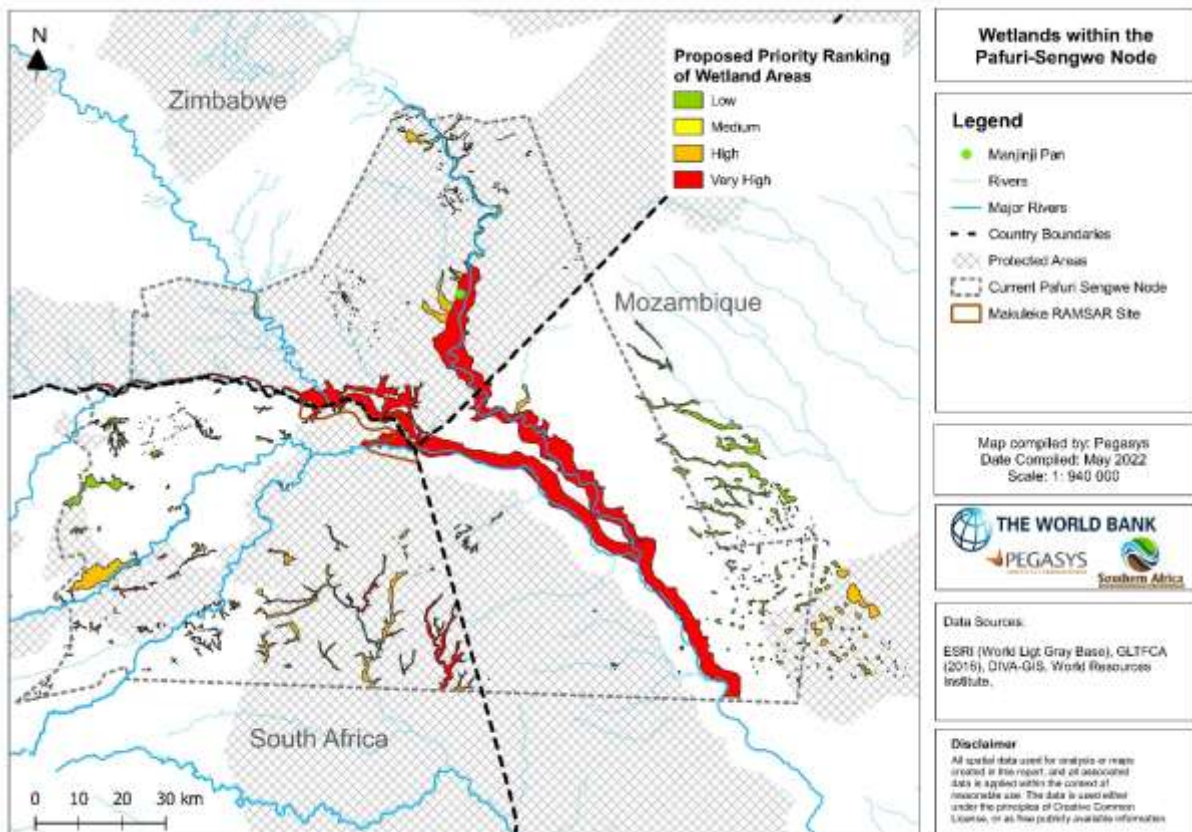 N
Zimbabwe
Mozambique
South Africa
0 10 20 30 km
Proposed Priority Ranking
of Wetland Areas
Low
Medium
High
Very High
Wetlands within the
Pafuri-Sengwe Node
Legend
Manjinji Pan
Rivers
Major Rivers
Country Boundaries
Protected Areas
Current Pafuri Sengwe Node
Makuleke RAMSAR Site
Map compiled by: Pegasys
Date Compiled: May 2022
Scale: 1: 940 000
THE WORLD BANK
PEGASYS
Southern Africa
Data Sources:
ESRI (World Ligt Gray Base), GLTFCA
(2016), DIVA-GIS, World Resources
Institute.
Disclaimer
All spatial data used for analysis or maps
created in this report, and all associated
data is applied within the context of
reasonable use. The data is used either
under the principles of Creative Common
License, or as free publicly available information